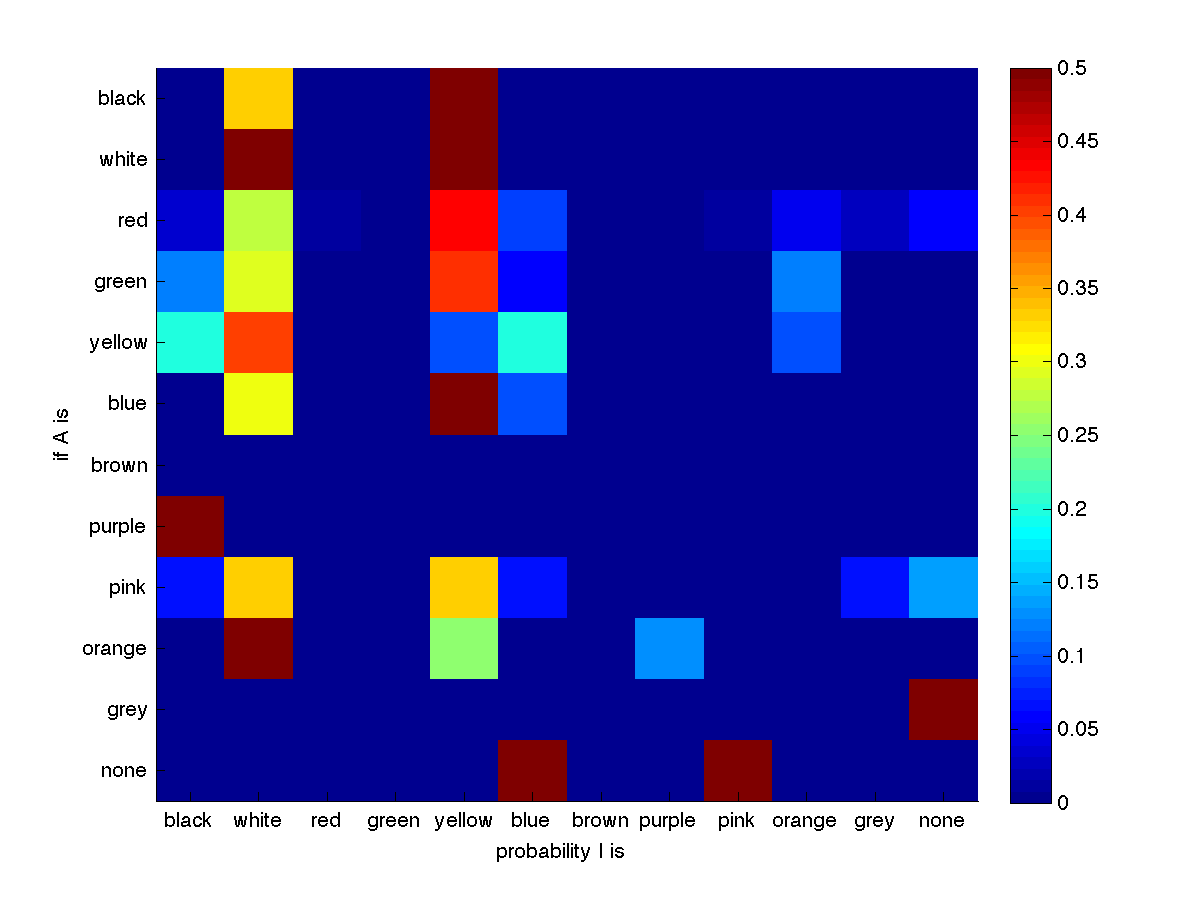 black
white
red
green
yellow
blue
brown
purple
pink
orange
grey
none
if A is
black white red green yellow blue brown purple pink orange grey none
probability I is
0.5
0.45
0.4
0.35
0.3
0.25
0.2
0.15
0.1
0.05
0